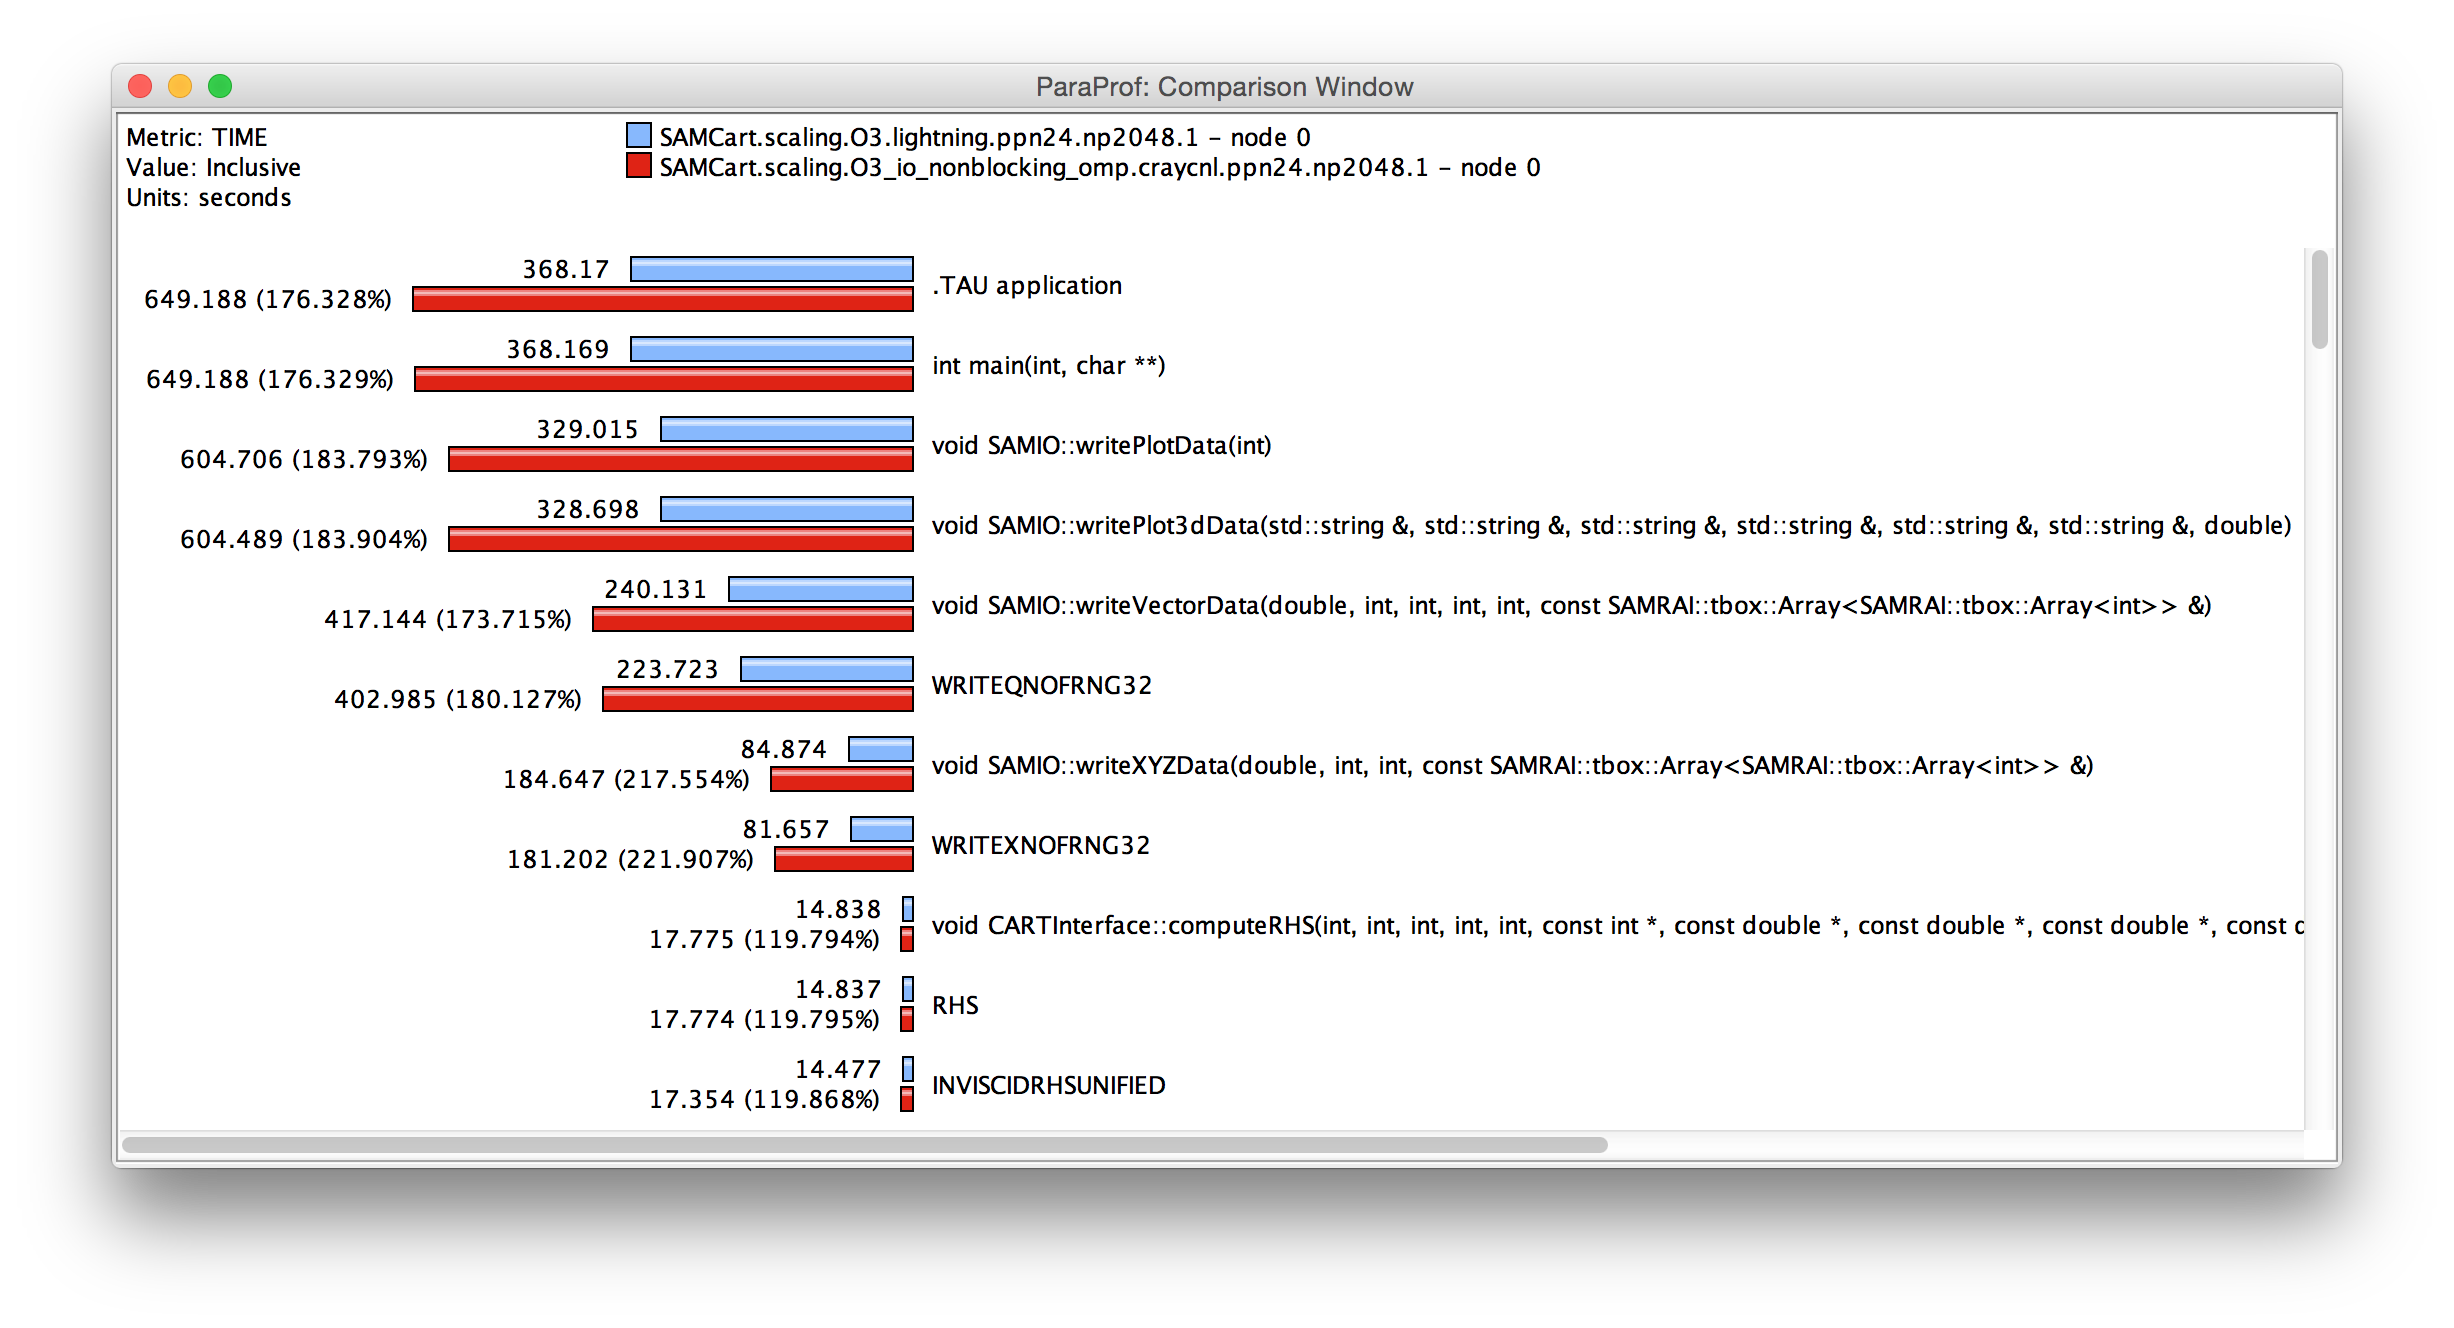 ParaProf: Comparison Window
Metric: TIME
Value: Inclusive
Units: seconds
SAMCart.scaling.O3.lightning.ppn24.np2048.1 - node 0
SAMCart.scaling.O3_io_nonblocking_omp.craycnl.ppn24.np2048.1 - node 0
368.17
649.188 (176.328%)
.TAU application
368.169
649.188 (176.329%)
int main(int, char **)
329.015
604.706 (183.793%)
void SAMIO::writePlotData(int)
328.698
604.489 (183.904%)
void SAMIO::writePlot3dData(std::string &, std::string &, std::string &, std::string &, std::string &, std::string &, double)
240.131
417.144 (173.715%)
void SAMIO::writeVectorData(double, int, int, int, int, const SAMRAI::tbox::Array<SAMRAI::tbox::Array<int>> &)
223.723
402.985 (180.127%)
WRITEQNOFRNG32
84.874
184.647 (217.554%)
void SAMIO::writeXYZData(double, int, int, const SAMRAI::tbox::Array<SAMRAI::tbox::Array<int>> &)
81.657
181.202 (221.907%)
WRITEXNOFRNG32
14.838
17.775 (119.794%)
void CARTInterface::computeRHS(int, int, int, int, int, const int *, const double *, const double *, const double *, const
14.837
17.774 (119.795%)
RHS
14.477
17.354 (119.868%)
INVISCIDRHSUNIFIED